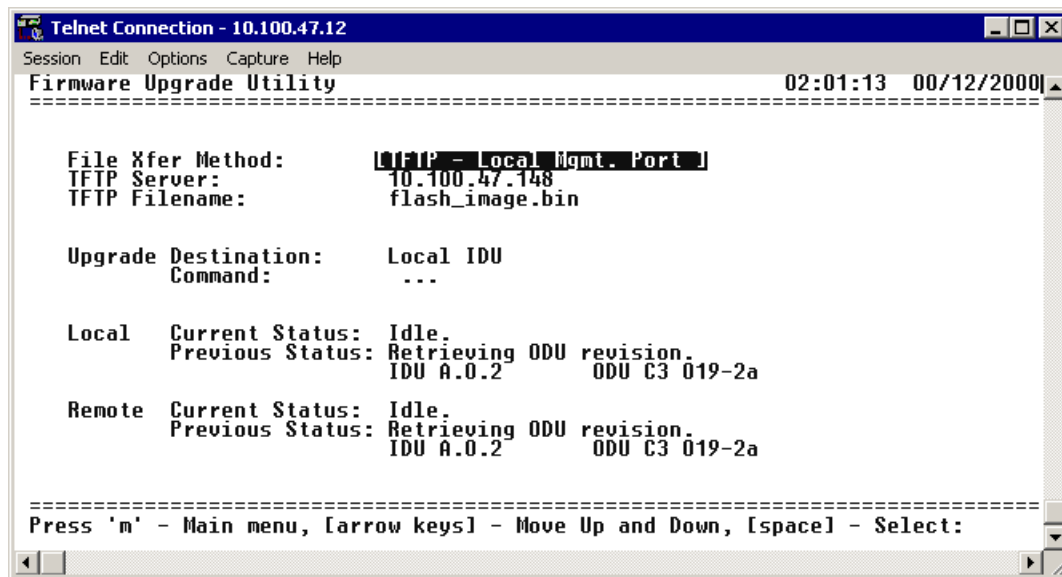 Telnet Connection - 10.100.47.12
Session Edit Options Capture Help
Firmware Upgrade Utility 02:01:13 00/12/2000
================================================================================
File Xfer Method: [TFTP - Local Mgmt. Port ]
TFTP Server: 10.100.47.148
TFTP Filename: flash_image.bin
Upgrade Destination: Local IDU
Command: ...
Local Current Status: Idle.
Previous Status: Retrieving ODU revision.
IDU A.0.2 ODU C3 019-2a
Remote Current Status: Idle.
Previous Status: Retrieving ODU revision.
IDU A.0.2 ODU C3 019-2a
================================================================================
Press 'm' - Main menu, [arrow keys] - Move Up and Down, [space] - Select: